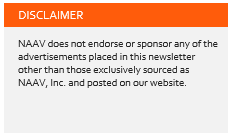 DISCLAIMER
NAAV does not endorse or sponsor any of the
advertisements placed in this newsletter
other than those exclusively sourced as
NAAV, Inc. and posted on our website.